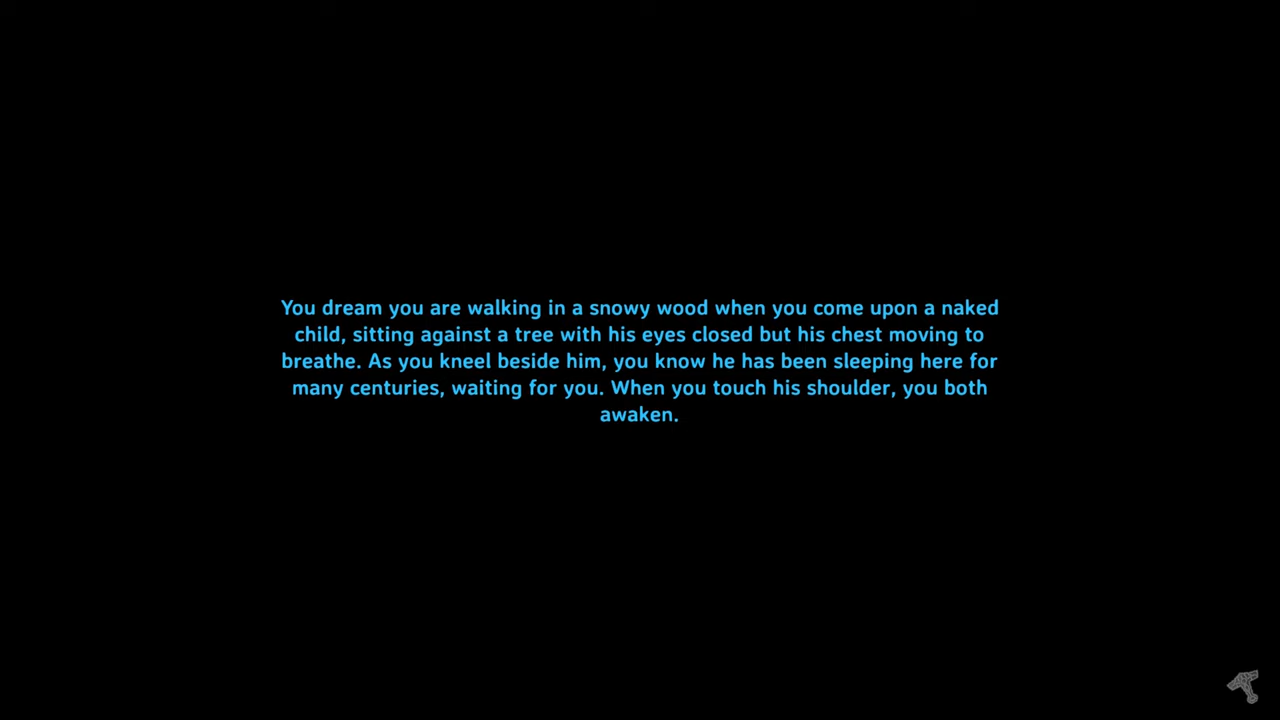 You dream you are walking in a snowy wood when you come upon a naked
child, sitting against a tree with his eyes closed but his chest moving to
breathe. As you kneel beside him, you know he has been sleeping here for
many centuries, waiting for you. When you touch his shoulder, you both
awaken.